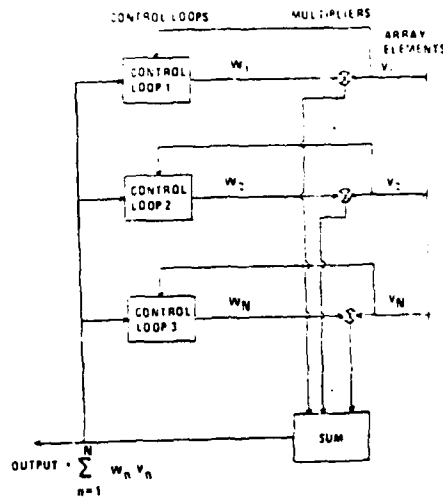 CONTROL LOOPS MULTIPLIERS
ARRAY
ELEMENTS
CONTROL
LOOP 1
W1
V1
CONTROL
LOOP 2
W2
V2
CONTROL
LOOP 3
WN
Σ
VN
SUM
OUTPUT = Σ Wn Vn
N
n=1